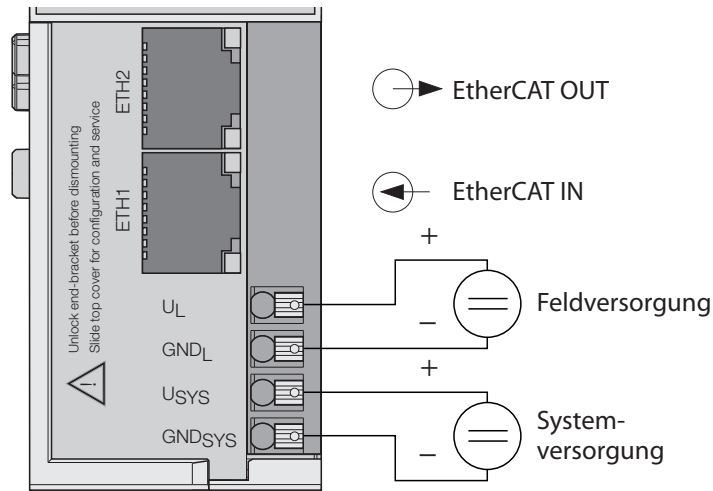 ETH2
EtherCAT OUT
ETH1
EtherCAT IN
Unlock end-bracket before dismounting
Slide top cover for configuration and service
!
UL
GNDL
USYS
GNDSYS
+
Feldversorgung
–
+
System-
versorgung
–